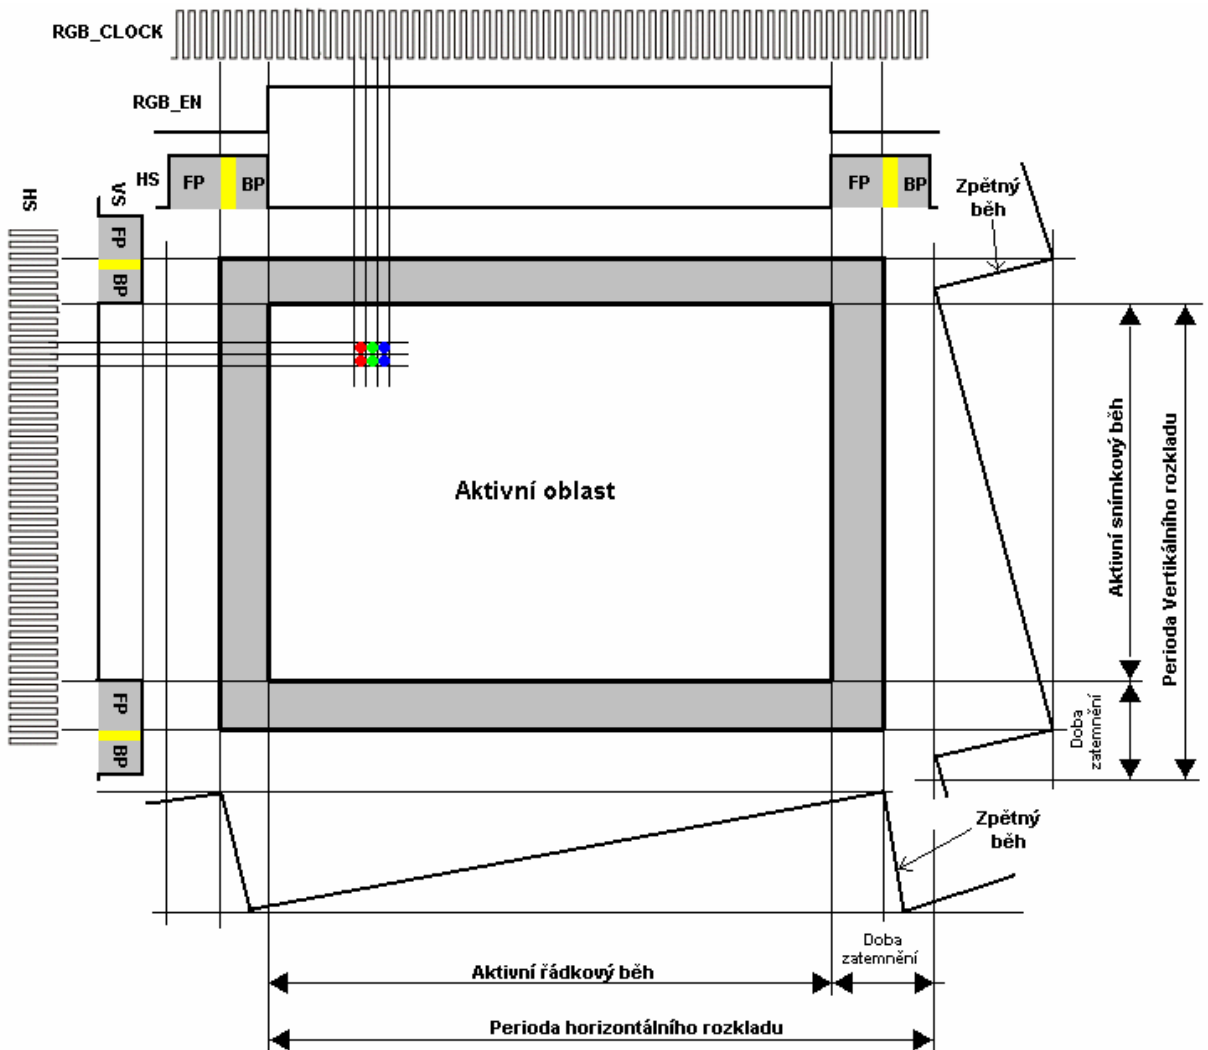 RGB_CLOCK
RGB_EN
HS
FP
BP
FP
BP
Zpětný
běh
HS
VS
FP
BP
Aktivní oblast
Aktivní snímkový běh
Perioda Vertikálního rozkladu
FP
BP
Doba
zatemnění
Zpětný
běh
Doba
zatemnění
Aktivní řádkový běh
Perioda horizontálního rozkladu